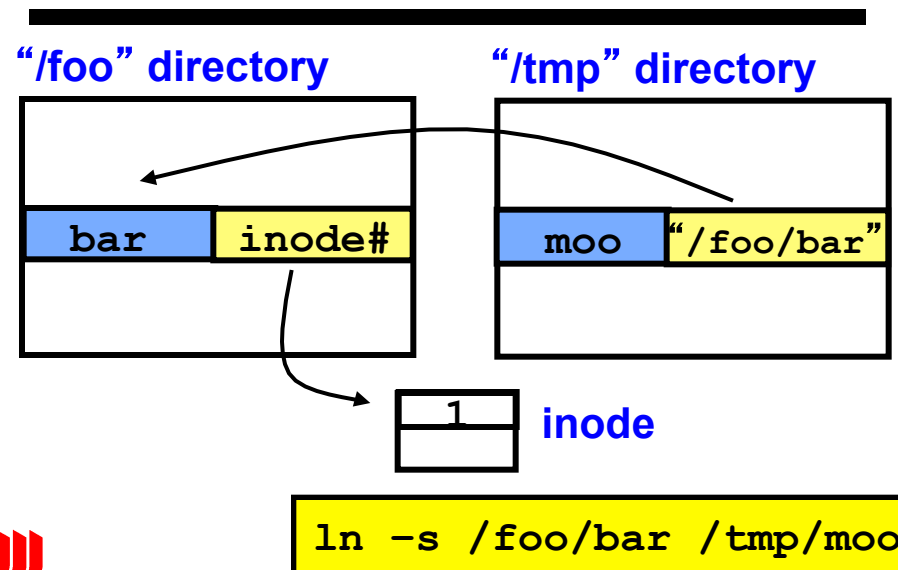 “/foo” directory
“/tmp” directory
bar
inode#
moo
“/foo/bar”
1
inode
ln –s /foo/bar /tmp/moo